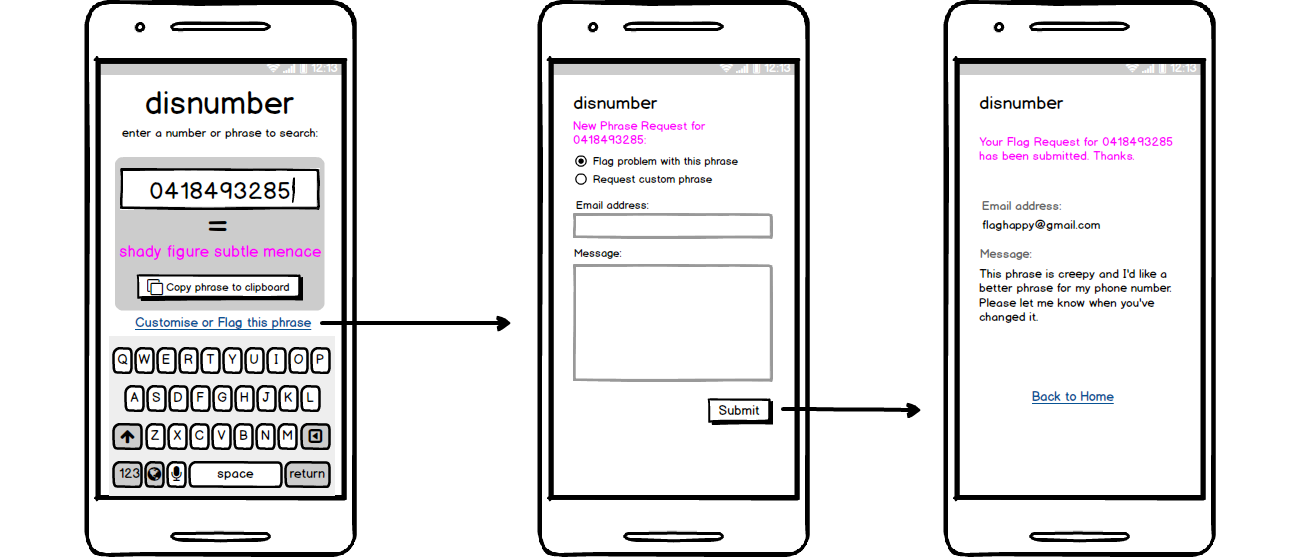 12:13
disnumber
enter a number or phrase to search:
0418493285
=
shady figure subtle menace
Copy phrase to clipboard
Customise or Flag this phrase
Q W E R T Y U I O P
A S D F G H J K L
Z X C V B N M
123 space return
12:13
disnumber
New Phrase Request for
0418493285:
Flag problem with this phrase
Request custom phrase
Email address:
Message:
Submit
12:13
disnumber
Your Flag Request for 0418493285
has been submitted. Thanks.
Email address:
flaghappy@gmail.com
Message:
This phrase is creepy and I'd like a
better phrase for my phone number.
Please let me know when you've
changed it.
Back to Home